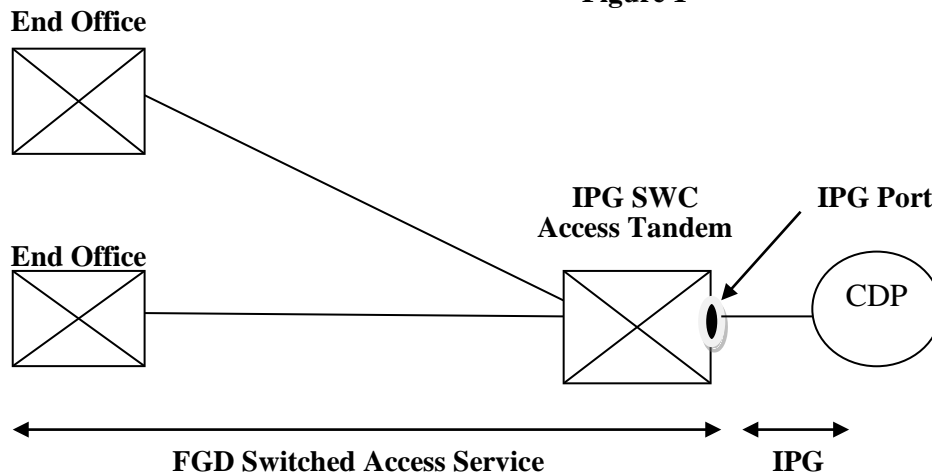 Figure 1
End Office
IPG SWC
Access Tandem
IPG Port
End Office
CDP
FGD Switched Access Service
IPG